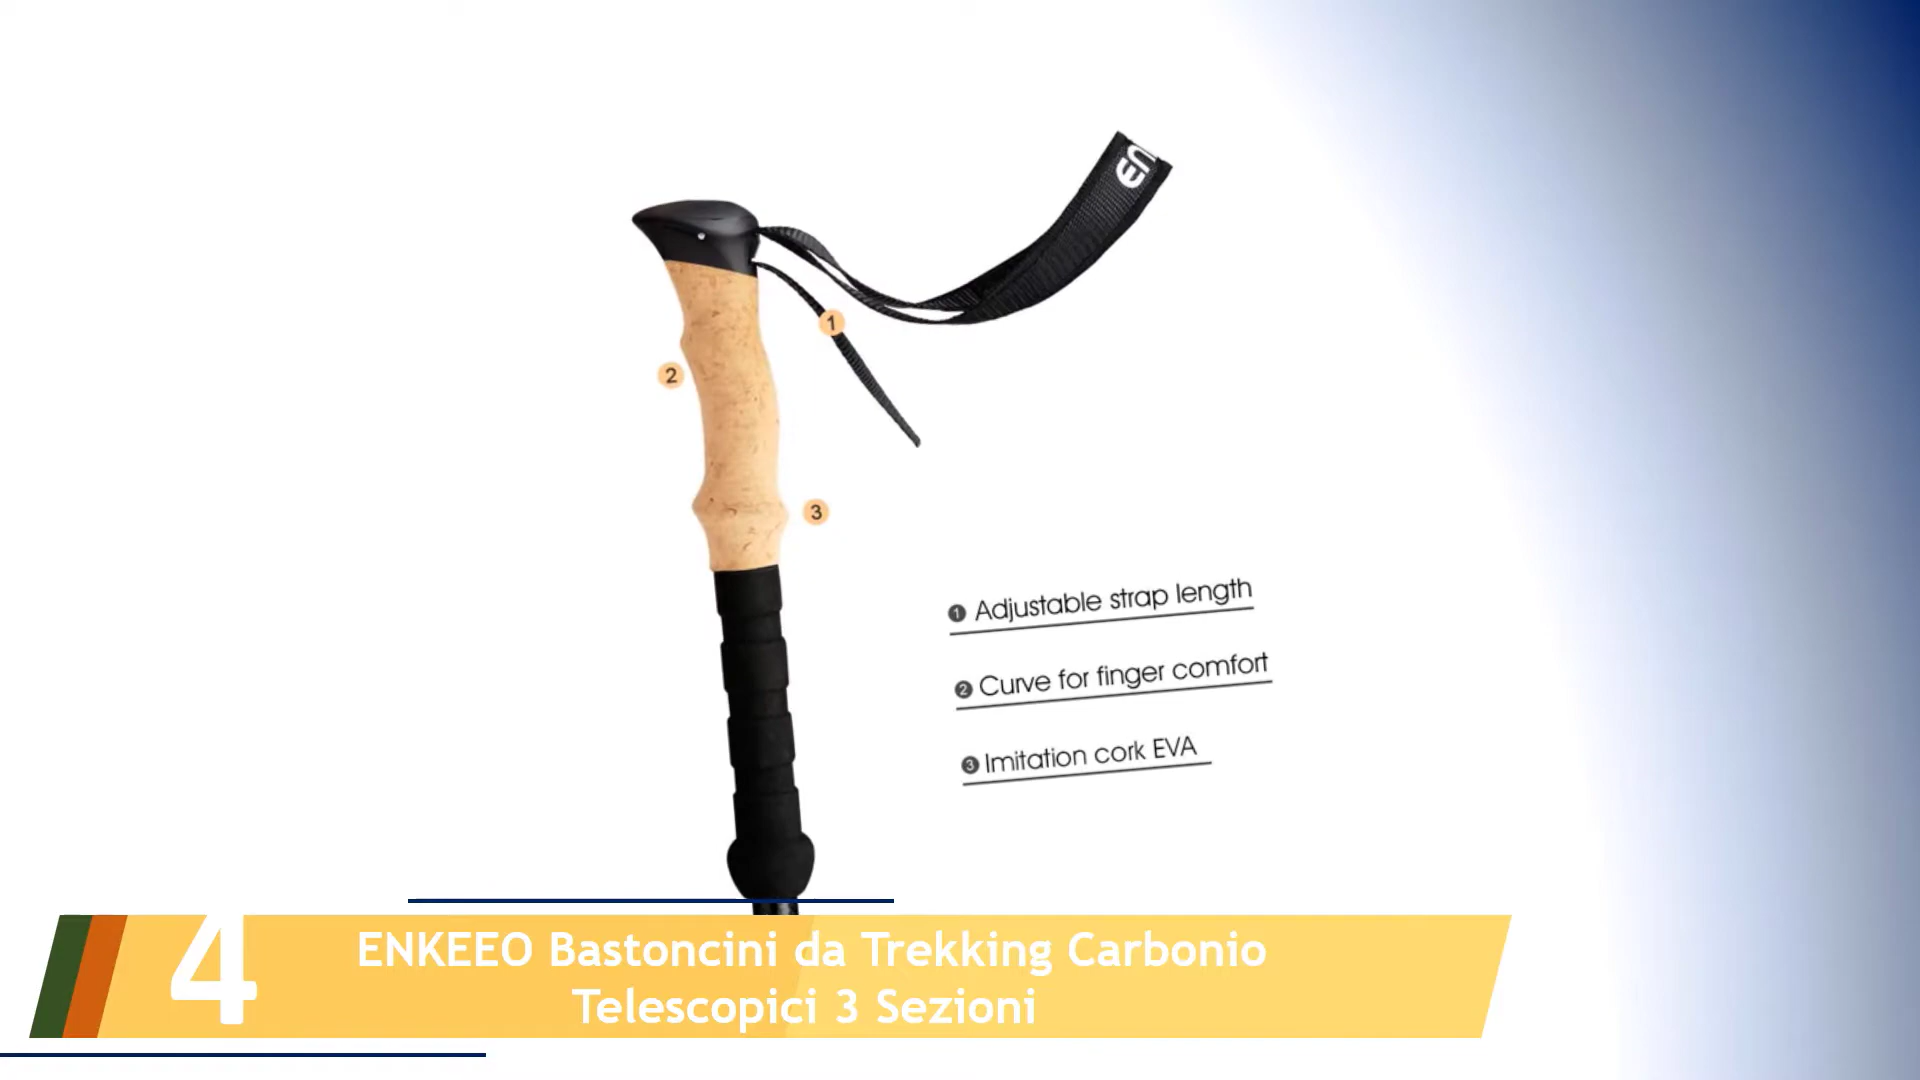 EN
1
2
3
1 Adjustable strap length
2 Curve for finger comfort
3 Imitation cork EVA
4
ENKEEO Bastoncini da Trekking Carbonio
Telescopici 3 Sezioni